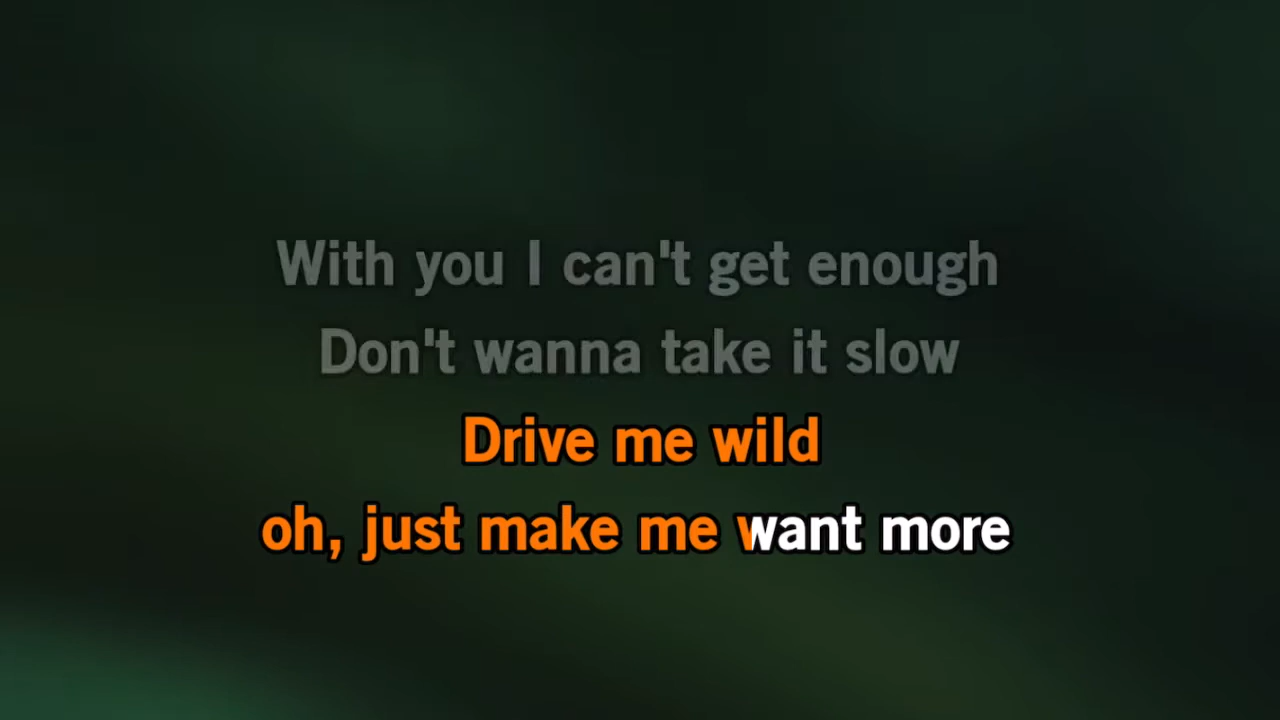 With you I can't get enough
Don't wanna take it slow
Drive me wild
oh, just make me want more